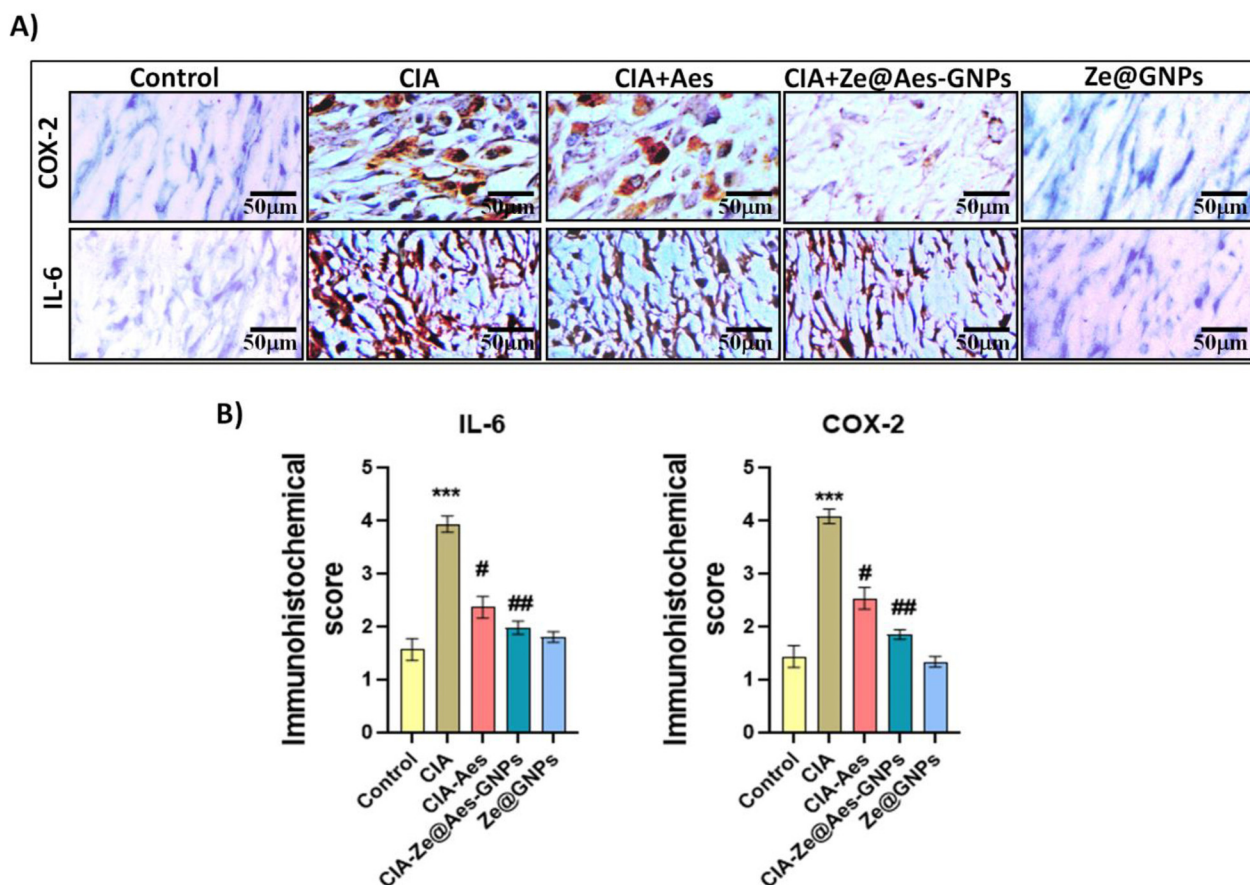 A)
Control CIA CIA+Aes CIA+Ze@Aes-GNPs Ze@GNPs
COX-2
50μm 50μm 50μm 50μm 50μm
IL-6
50μm 50μm 50μm 50μm 50μm
B)
IL-6
Immunohistochemical
score
5
4
3
2
1
0
***
#
##
Control
CIA
CIA-Aes
CIA-Ze@Aes-GNPs
Ze@GNPs
COX-2
Immunohistochemical
score
5
4
3
2
1
0
***
#
##
Control
CIA
CIA-Aes
CIA-Ze@Aes-GNPs
Ze@GNPs